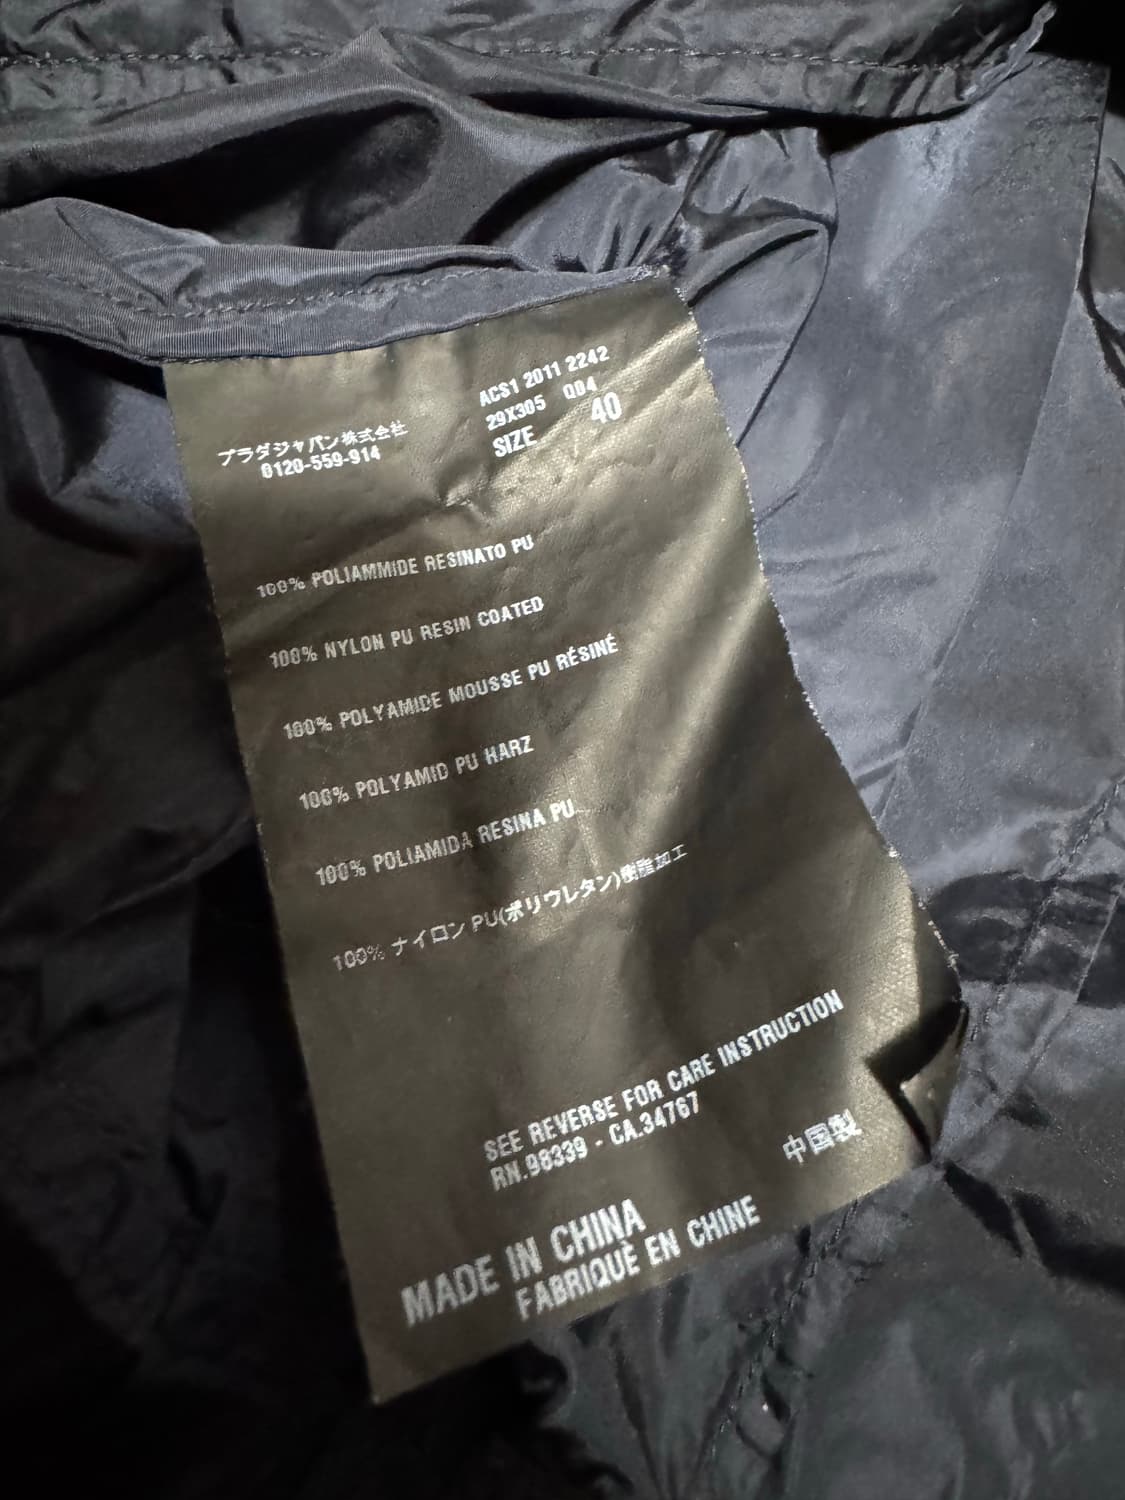 プラダジャパン株式会社
0120-559-914
ACS1 2011 2242
29X305 Q04
SIZE 40
100% POLIAMMIDE RESINATO PU
100% NYLON PU RESIN COATED
100% POLYAMIDE MOUSSE PU RÉSINÉ
100% POLYAMID PU HARZ
100% POLIAMIDA RESINA PU
100% ナイロン PU(ポリウレタン)樹脂加工
SEE REVERSE FOR CARE INSTRUCTION
RN.98339 - CA.34767
中国製
MADE IN CHINA
FABRIQUÈ EN CHINE